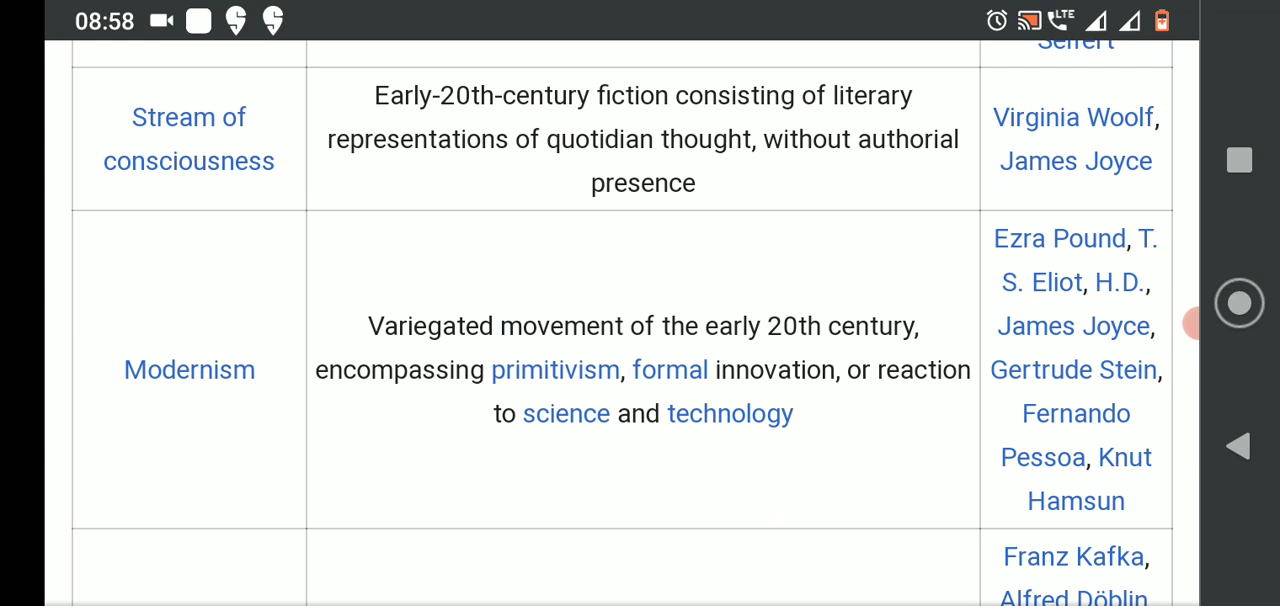 08:58
LTE
Seifert
Stream of
consciousness
Early-20th-century fiction consisting of literary
representations of quotidian thought, without authorial
presence
Virginia Woolf,
James Joyce
Modernism
Variegated movement of the early 20th century,
encompassing primitivism, formal innovation, or reaction
to science and technology
Ezra Pound, T.
S. Eliot, H.D.,
James Joyce,
Gertrude Stein,
Fernando
Pessoa, Knut
Hamsun
Franz Kafka,
Alfred Döblin